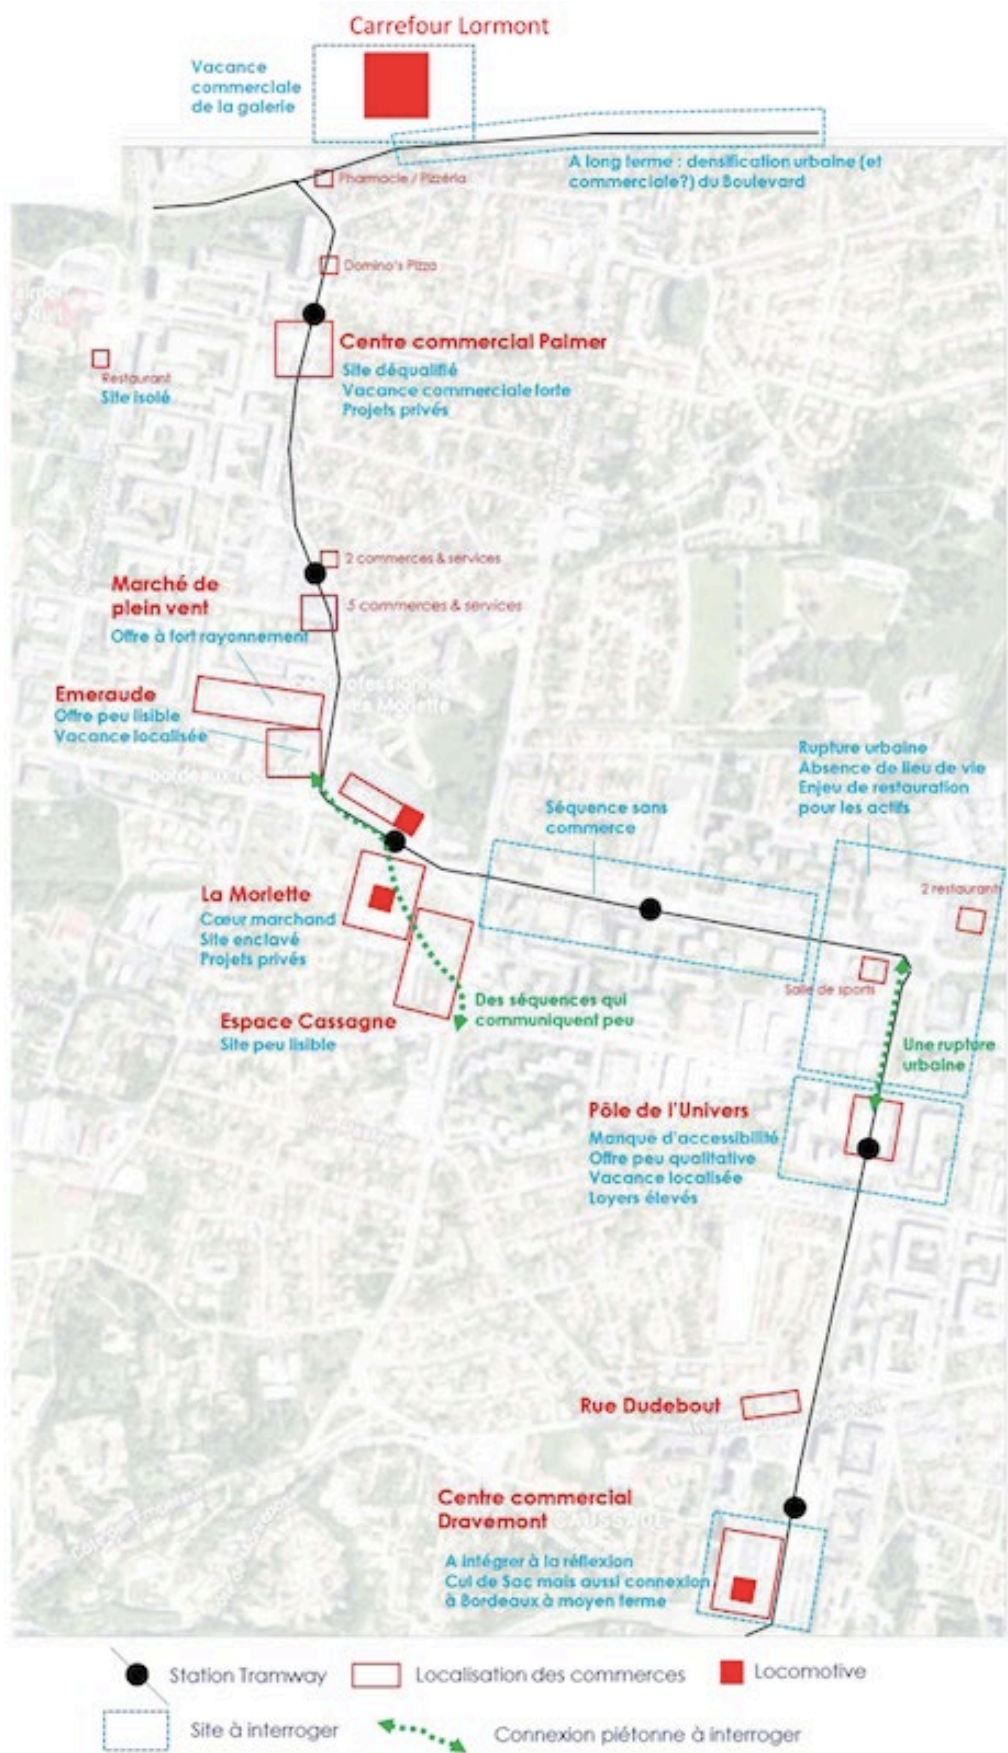 Carrefour Lormont
Vacance
commerciale
de la galerie
A long terme : densification urbaine (et
commerciale?) du Boulevard
Pharmacie / Pizzéria
Domino's Pizza
Centre commercial Palmer
Site déqualifié
Vacance commerciale forte
Projets privés
Restaurant
Site isolé
2 commerces & services
Marché de
plein vent
Offre à fort rayonnement
5 commerces & services
Emeraude
Offre peu lisible
Vacance localisée
Rupture urbaine
Absence de lieu de vie
Enjeu de restauration
pour les actifs
Séquence sans
commerce
2 restaurants
La Morlette
Cœur marchand
Site enclavé
Projets privés
Salle de sports
Des séquences qui
communiquent peu
Espace Cassagne
Site peu lisible
Une rupture
urbaine
Pôle de l'Univers
Manque d'accessibilité
Offre peu qualitative
Vacance localisée
Loyers élevés
Rue Dudebout
Centre commercial
Dravemont
A intégrer à la réflexion
Cul de Sac mais aussi connexion
à Bordeaux à moyen terme
Station Tramway
Localisation des commerces
Locomotive
Site à interroger
Connexion piétonne à interroger